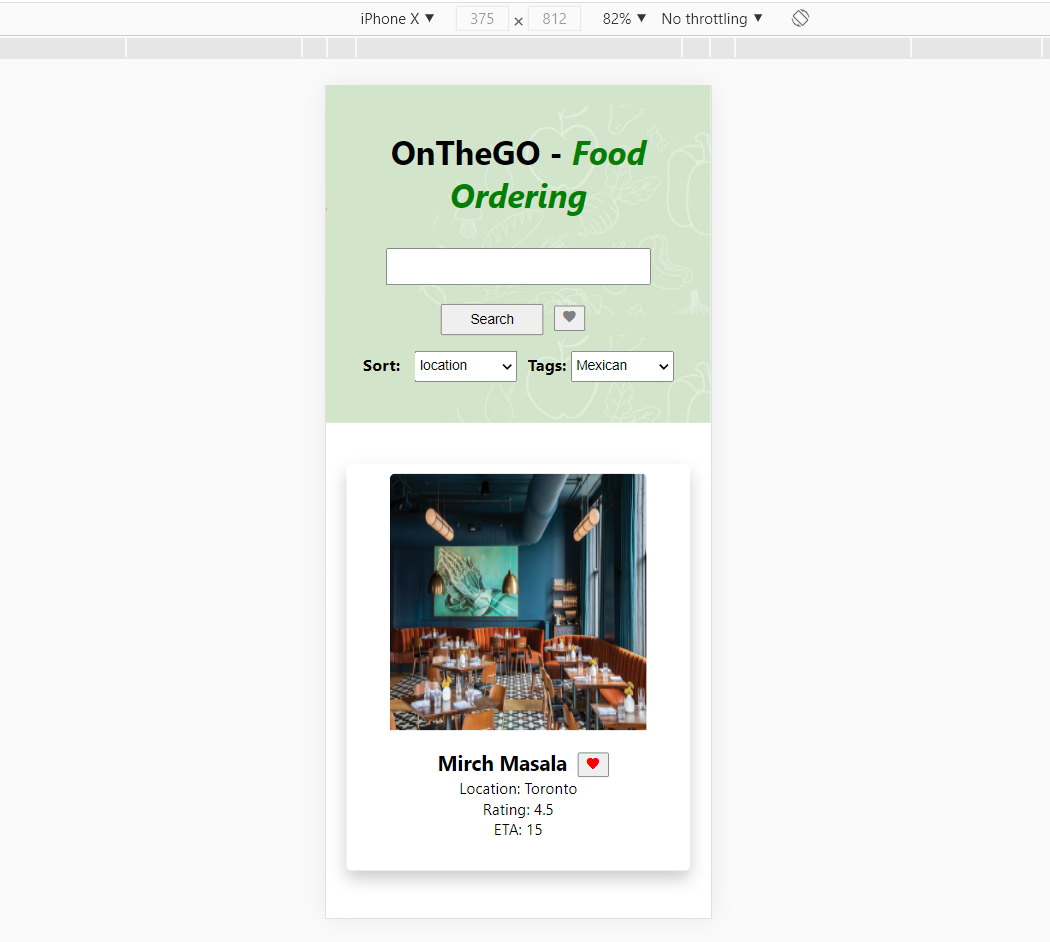 iPhone X ▼ 375 × 812 82% ▼ No throttling ▼
OnTheGO - Food
Ordering
Search
Sort: location Tags: Mexican
Mirch Masala
Location: Toronto
Rating: 4.5
ETA: 15